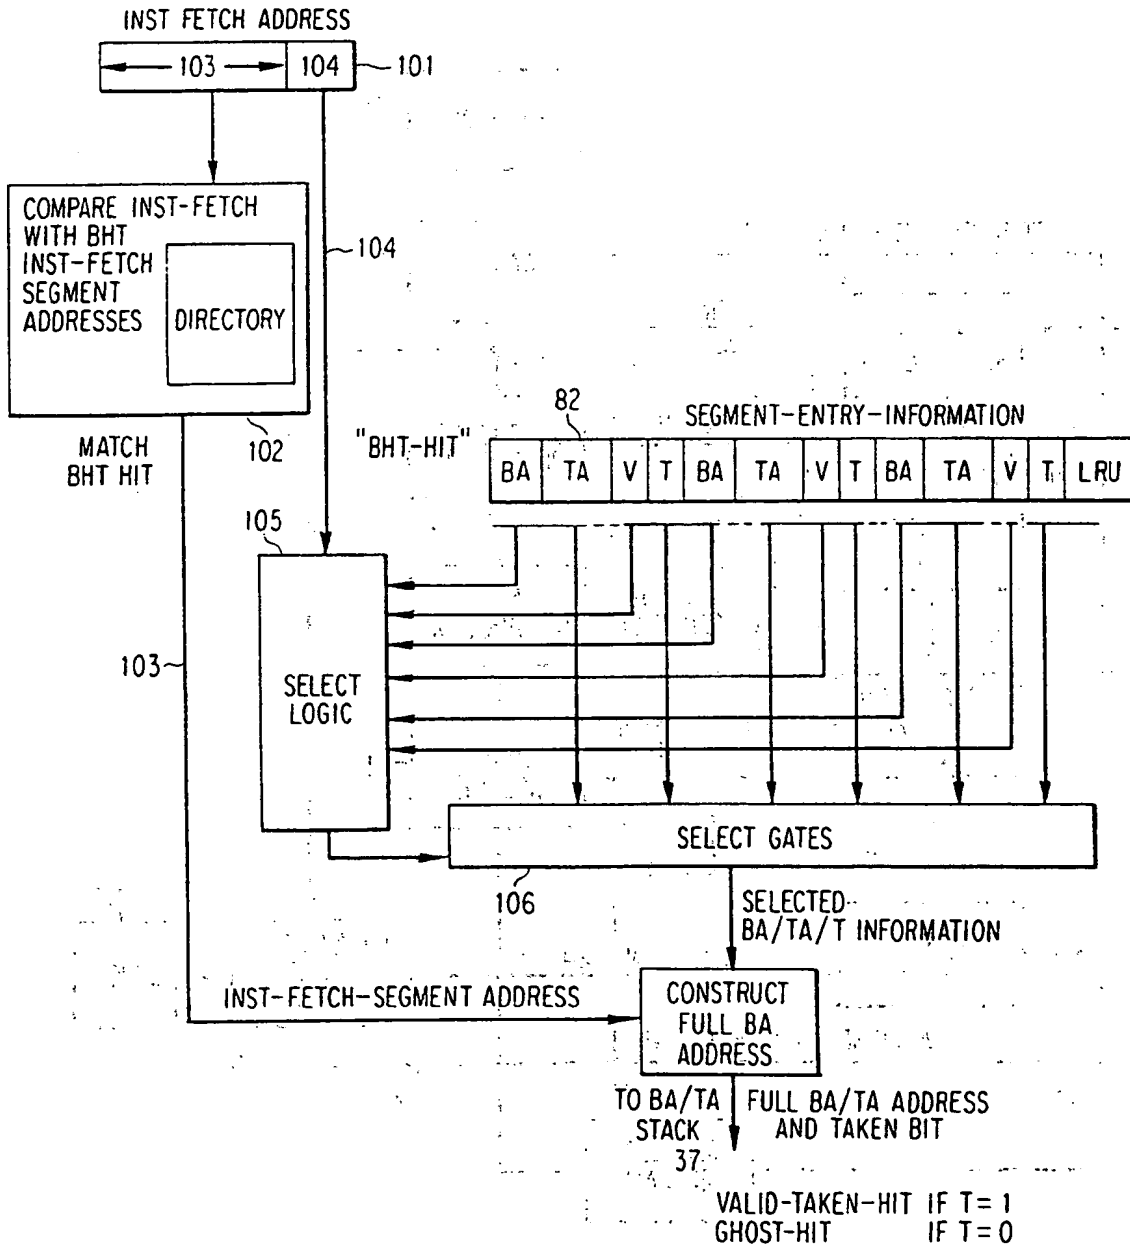 INST FETCH ADDRESS
103
104
101
COMPARE INST-FETCH
WITH BHT
INST-FETCH
SEGMENT
ADDRESSES
DIRECTORY
104
102
MATCH
BHT HIT
"BHT-HIT"
82
SEGMENT-ENTRY-INFORMATION
BA TA V T BA TA V T BA TA V T LRU
105
103
SELECT
LOGIC
SELECT GATES
106
SELECTED
BA/TA/T INFORMATION
INST-FETCH-SEGMENT ADDRESS
CONSTRUCT
FULL BA
ADDRESS
TO BA/TA
STACK
37
FULL BA/TA ADDRESS
AND TAKEN BIT
VALID-TAKEN-HIT IF T = 1
GHOST-HIT IF T = 0